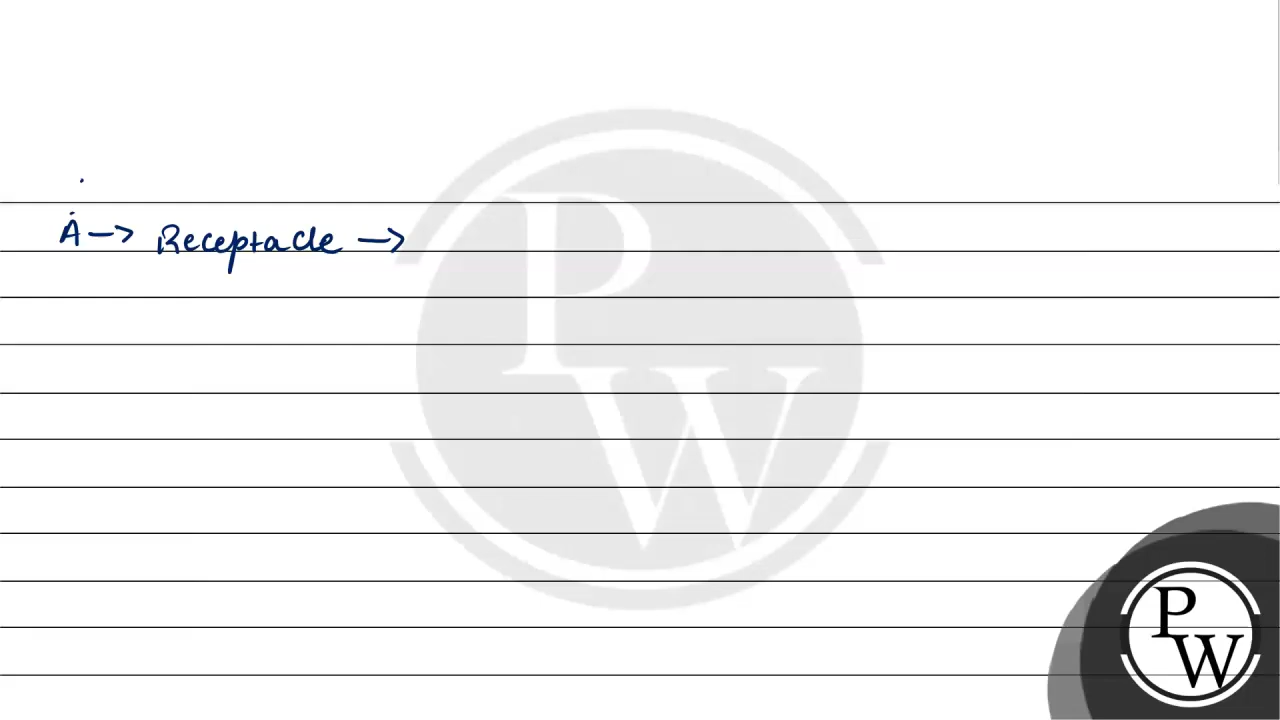 A → Receptacle →
P
W
P
W